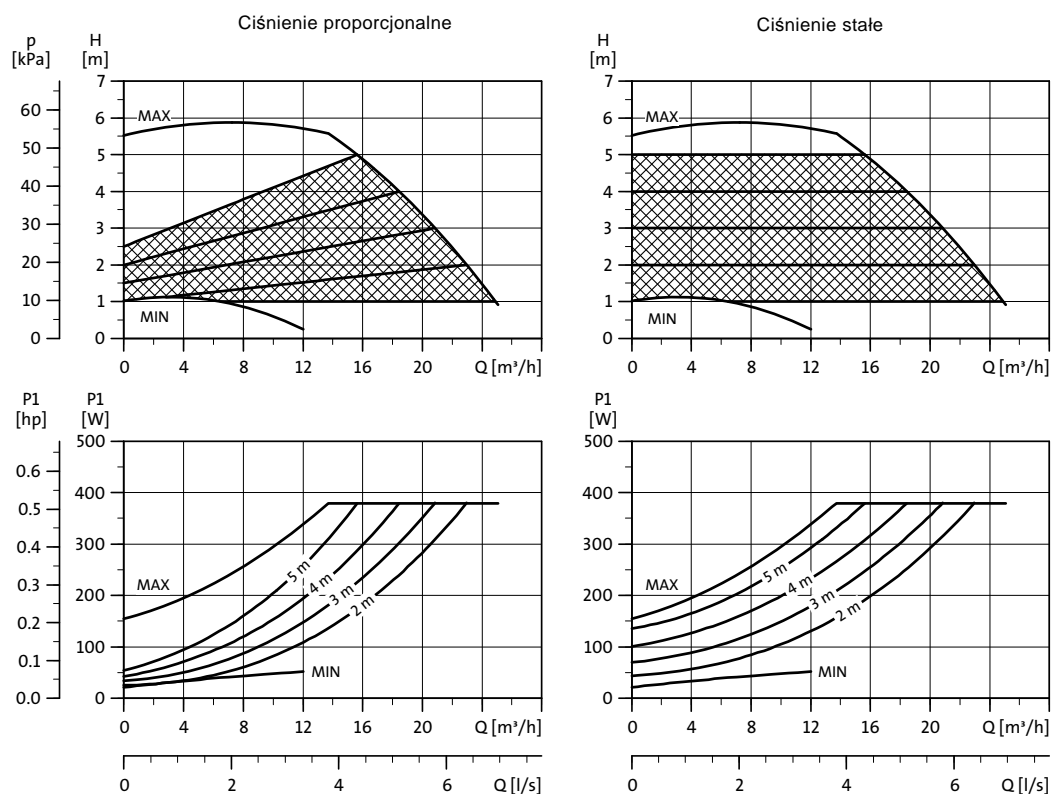 Ciśnienie proporcjonalne
Ciśnienie stałe
p
[kPa]
H
[m]
H
[m]
7
6
5
4
3
2
1
0
60
50
40
30
20
10
0
MAX
MIN
0 4 8 12 16 20 Q [m³/h]
7
6
5
4
3
2
1
0
MAX
MIN
0 4 8 12 16 20 Q [m³/h]
P1
[hp]
P1
[W]
P1
[W]
0.6
0.5
0.4
0.3
0.2
0.1
0.0
500
400
300
200
100
0
MAX
5 m
4 m
3 m
2 m
MIN
0 4 8 12 16 20 Q [m³/h]
0 2 4 6 Q [l/s]
500
400
300
200
100
0
MAX
5 m
4 m
3 m
2 m
MIN
0 4 8 12 16 20 Q [m³/h]
0 2 4 6 Q [l/s]